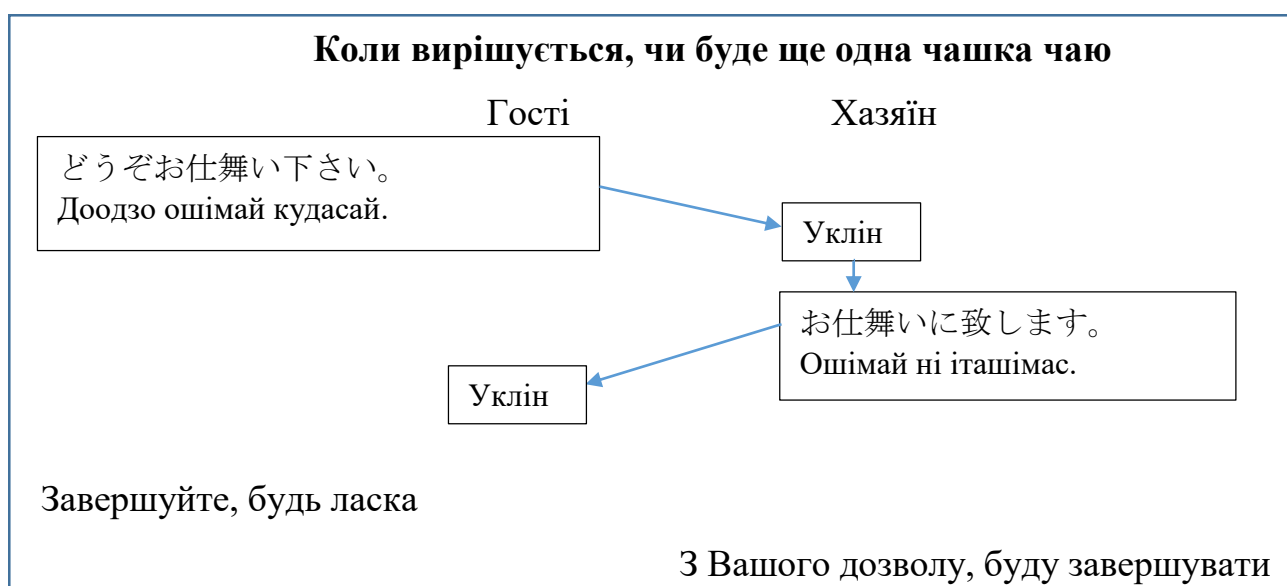 Коли вирішується, чи буде ще одна чашка чаю
Гості Хазяїн
どうぞお仕舞い下さい。
Доодзо ошімай кудасай.
Уклін
お仕舞いに致します。
Ошімай ні іташімас.
Уклін
Завершуйте, будь ласка
З Вашого дозволу, буду завершувати